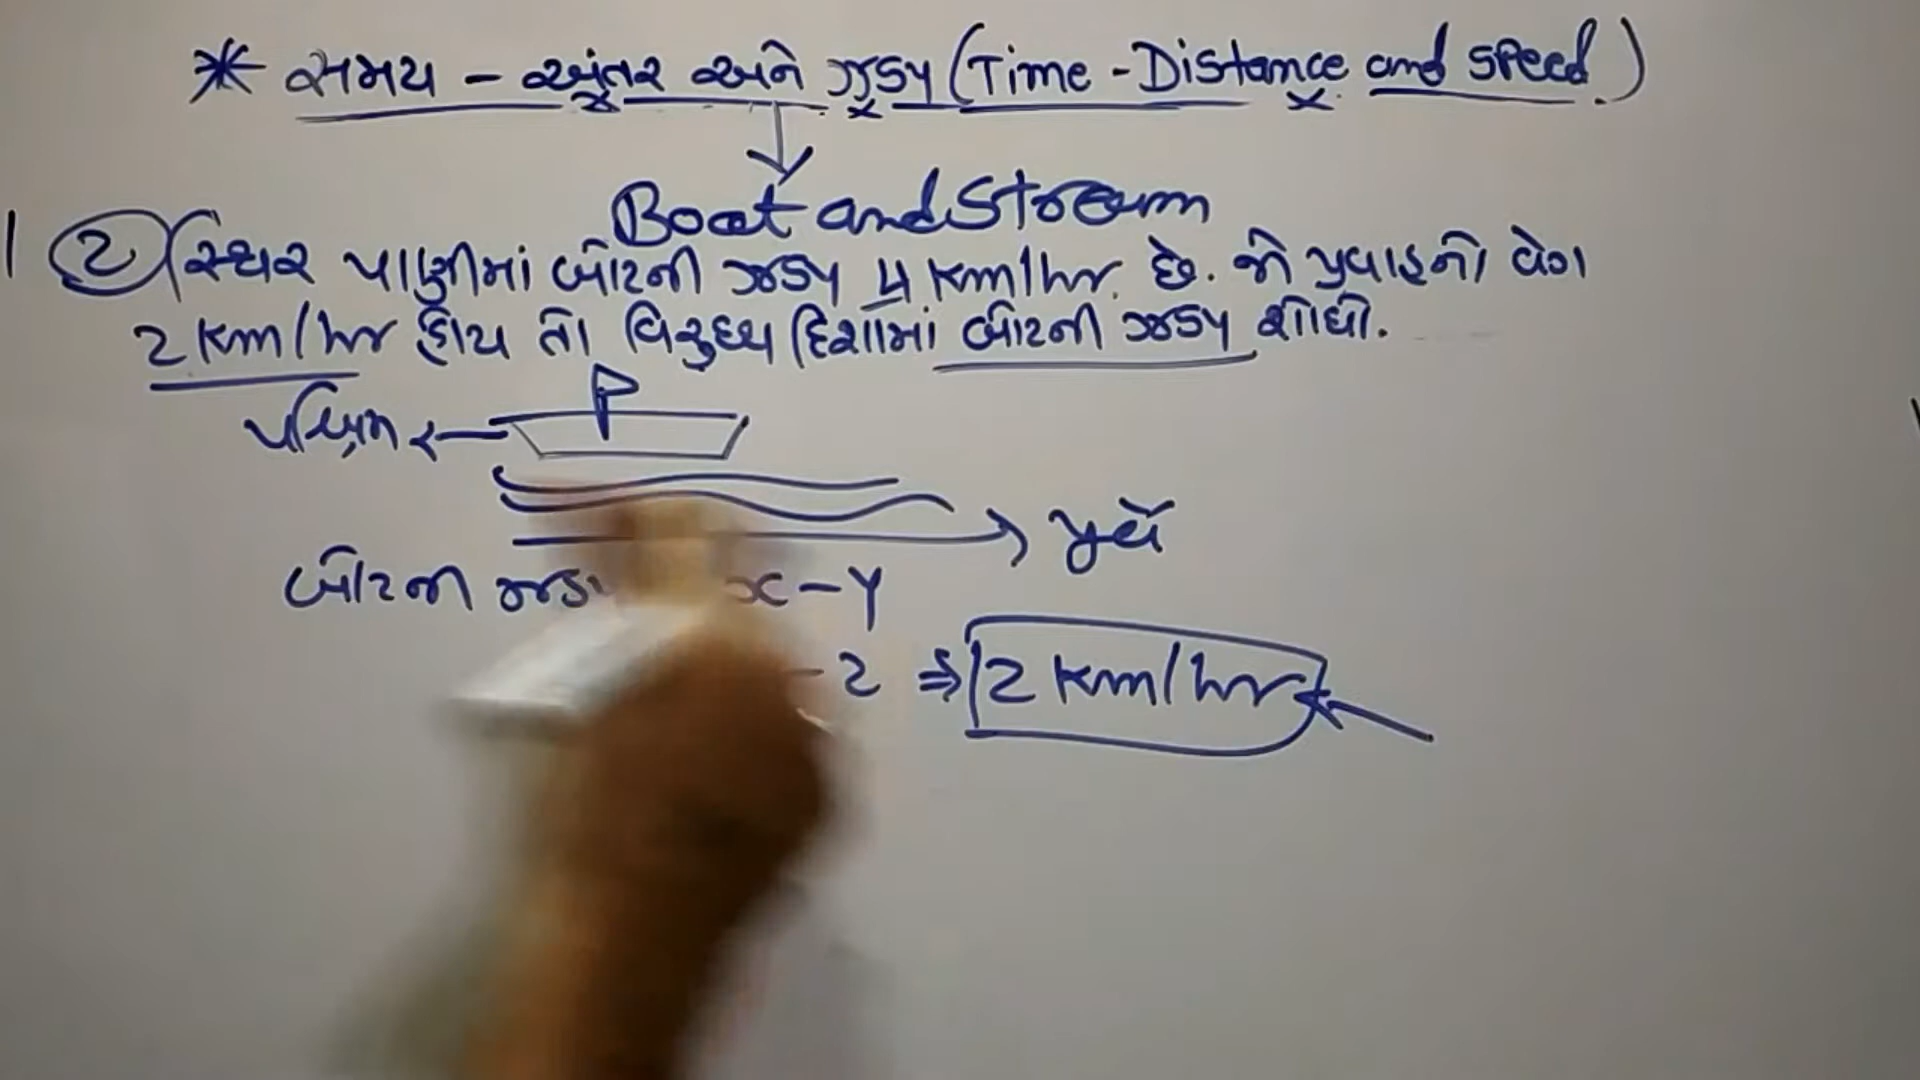 * સમય - અંતર અને ઝડપ (Time - Distance and speed.)
Boat and Stream
2 સ્થિર પાણીમાં બોટની ઝડપ 4 km/hr. છે. જો પ્રવાહનો વેગ
2 km/hr હોય તો વિરુધ્ધ દિશામાં બોટની ઝડપ શોધો.
પશ્ચિમ
પુર્વ
બોટની ઝડપ x - y
- 2 ⇒ 2 km/hr